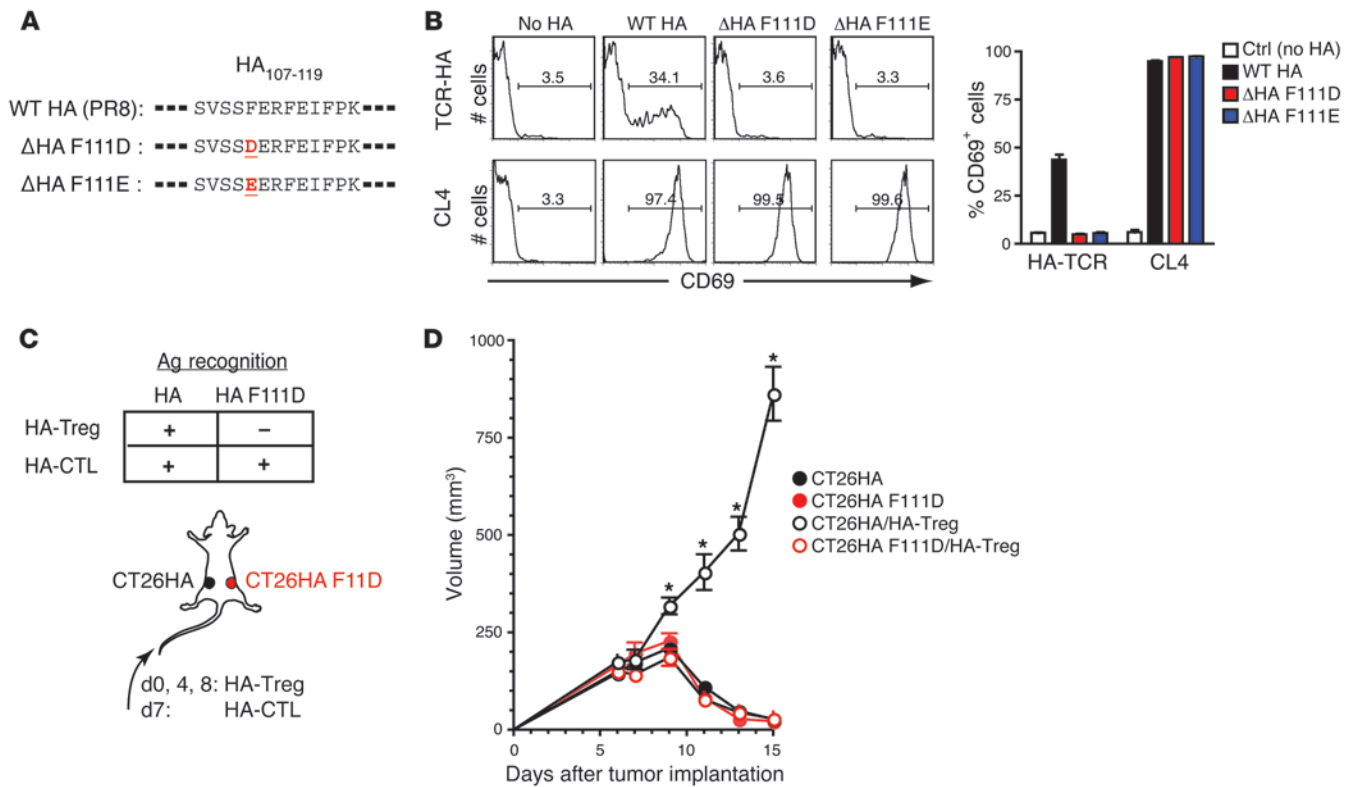 A
HA107-119
WT HA (PR8): --- SVSSFERFEIFPK ---
ΔHA F111D : --- SVSSDERFEIFPK ---
ΔHA F111E : --- SVSSEERFEIFPK ---
B
No HA WT HA ΔHA F111D ΔHA F111E
TCR-HA
# cells
3.5 34.1 3.6 3.3
CL4
# cells
3.3 97.4 99.5 99.6
CD69
% CD69+ cells
100
75
50
25
0
HA-TCR CL4
Ctrl (no HA)
WT HA
ΔHA F111D
ΔHA F111E
C
Ag recognition
HA HA F111D
HA-Treg + –
HA-CTL + +
CT26HA CT26HA F11D
d0, 4, 8: HA-Treg
d7: HA-CTL
D
Volume (mm3)
1000
750
500
250
0
* * * * *
0 5 10 15
Days after tumor implantation
CT26HA
CT26HA F111D
CT26HA/HA-Treg
CT26HA F111D/HA-Treg